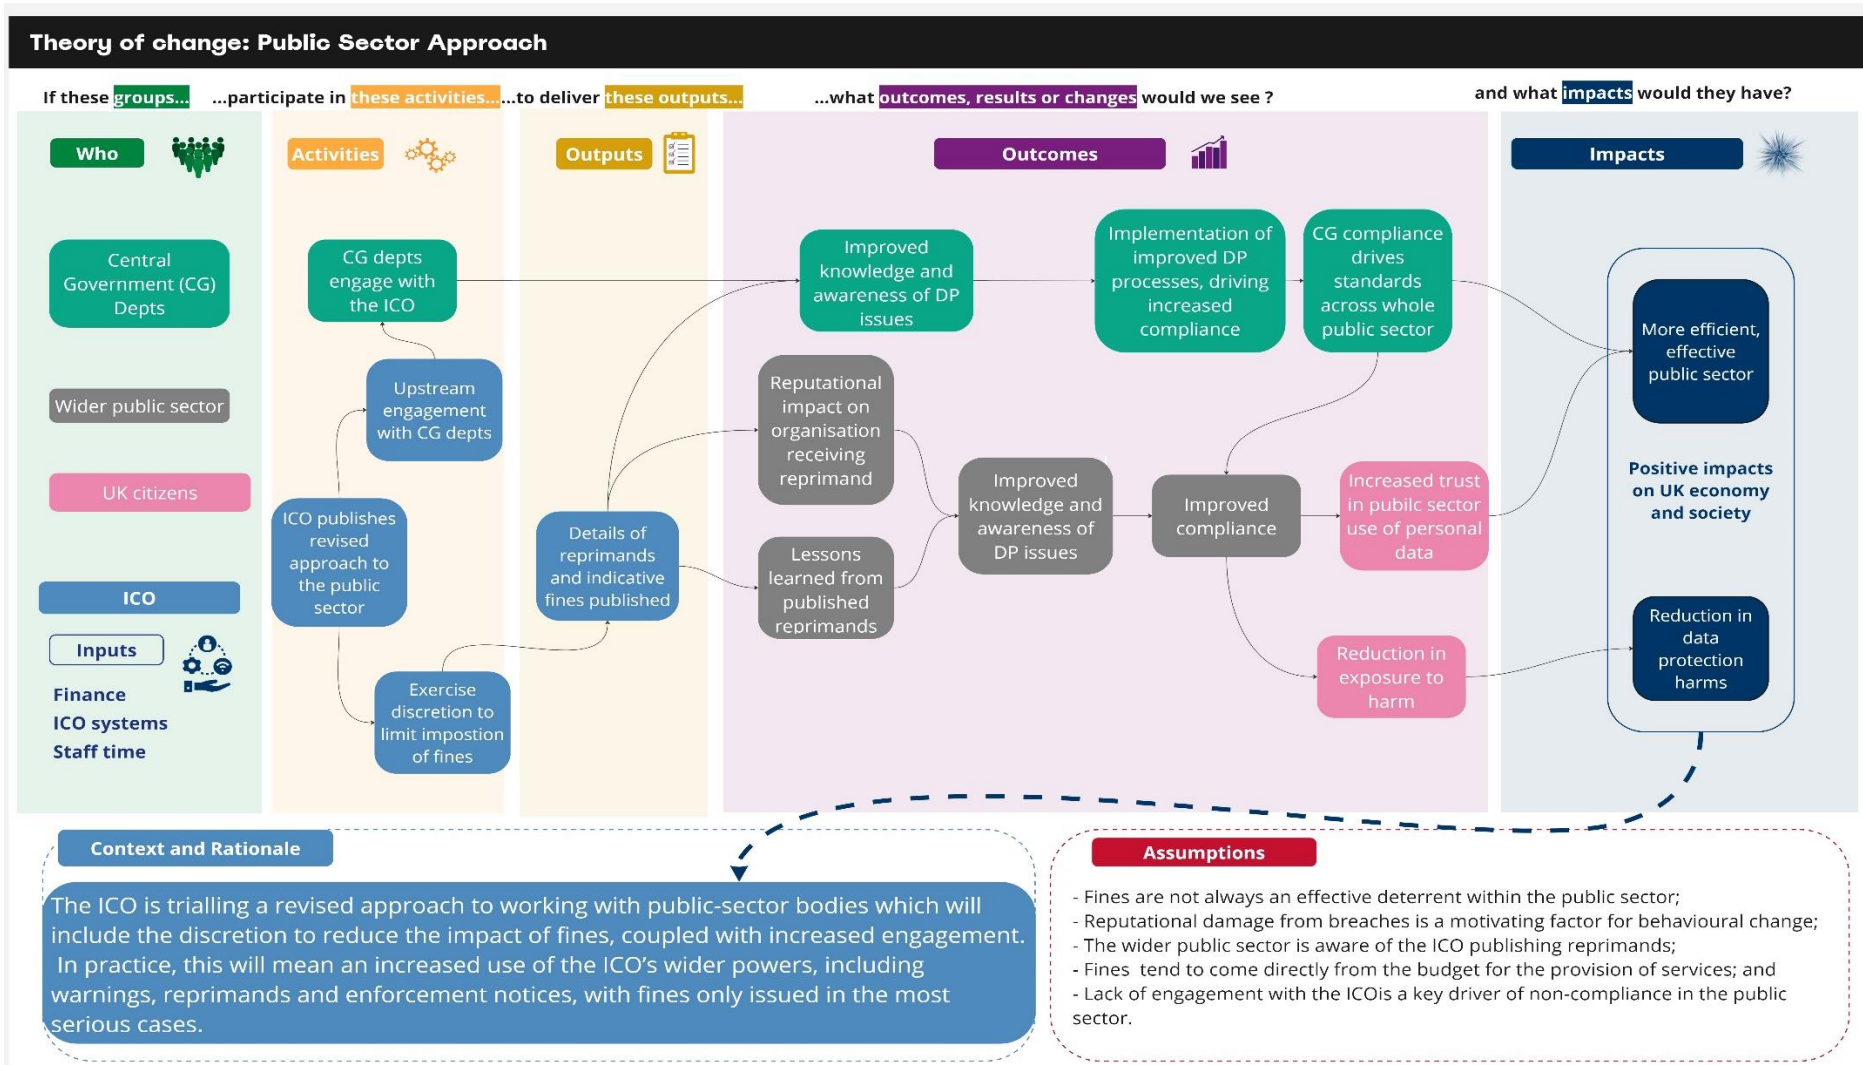 Theory of change: Public Sector Approach
If these groups...
...participate in these activities...
...to deliver these outputs...
...what outcomes, results or changes would we see ?
and what impacts would they have?
Who
Activities
Outputs
Outcomes
Impacts
Central
Government (CG)
Depts
Wider public sector
UK citizens
ICO
Inputs
Finance
ICO systems
Staff time
CG depts
engage with
the ICO
Upstream
engagement
with CG depts
ICO publishes
revised
approach to
the public
sector
Exercise
discretion to
limit impostion
of fines
Details of
reprimands
and indicative
fines published
Improved
knowledge and
awareness of DP
issues
Implementation of
improved DP
processes, driving
increased
compliance
CG compliance
drives
standards
across whole
public sector
Reputational
impact on
organisation
receiving
reprimand
Lessons
learned from
published
reprimands
Improved
knowledge and
awareness of
DP issues
Improved
compliance
Increased trust
in public sector
use of personal
data
Reduction in
exposure to
harm
More efficient,
effective
public sector
Positive impacts
on UK economy
and society
Reduction in
data
protection
harms
Context and Rationale
The ICO is trialling a revised approach to working with public-sector bodies which will
include the discretion to reduce the impact of fines, coupled with increased engagement.
In practice, this will mean an increased use of the ICO's wider powers, including
warnings, reprimands and enforcement notices, with fines only issued in the most
serious cases.
Assumptions
- Fines are not always an effective deterrent within the public sector;
- Reputational damage from breaches is a motivating factor for behavioural change;
- The wider public sector is aware of the ICO publishing reprimands;
- Fines tend to come directly from the budget for the provision of services; and
- Lack of engagement with the ICOis a key driver of non-compliance in the public
sector.